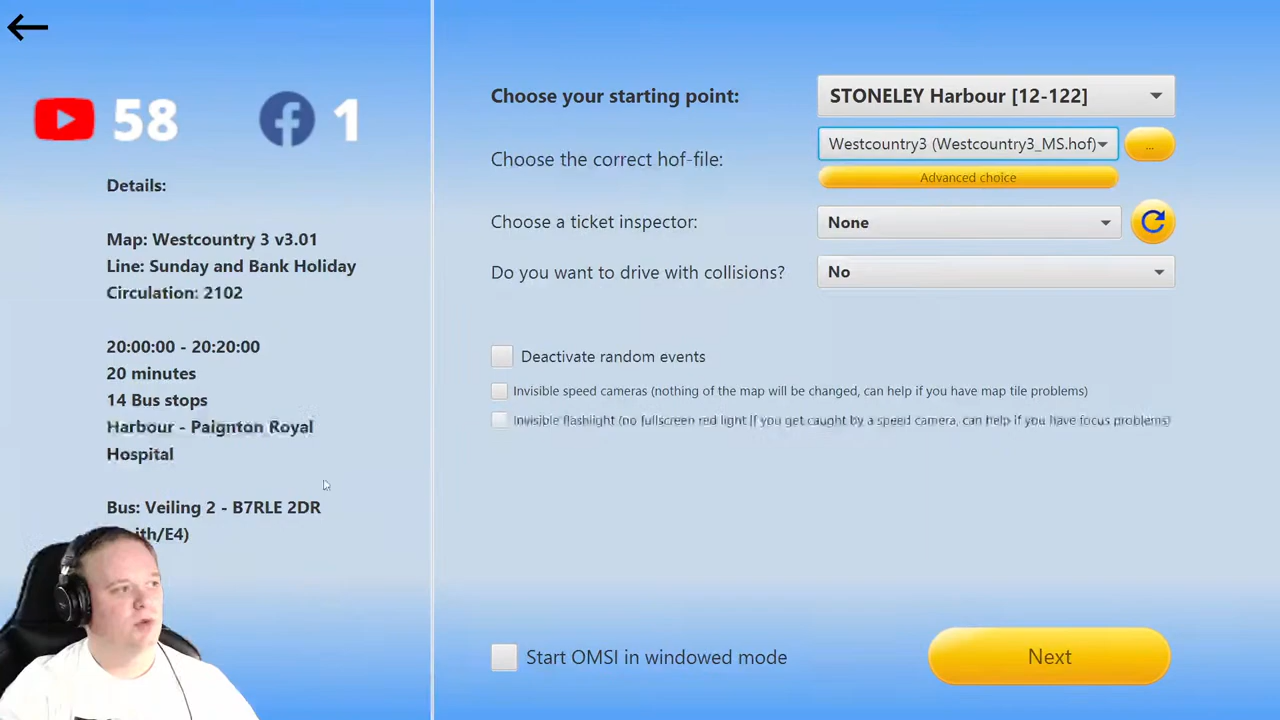 58
1
Details:
Map: Westcountry 3 v3.01
Line: Sunday and Bank Holiday
Circulation: 2102
20:00:00 - 20:20:00
20 minutes
14 Bus stops
Harbour - Paignton Royal
Hospital
Bus: Veiling 2 - B7RLE 2DR
ith/E4)
Choose your starting point:
STONELEY Harbour [12-122]
Choose the correct hof-file:
Westcountry3 (Westcountry3_MS.hof)
...
Advanced choice
Choose a ticket inspector:
None
Do you want to drive with collisions?
No
Deactivate random events
Invisible speed cameras (nothing of the map will be changed, can help if you have map tile problems)
Invisible flashlight (no fullscreen red light if you get caught by a speed camera, can help if you have focus problems)
Start OMSI in windowed mode
Next